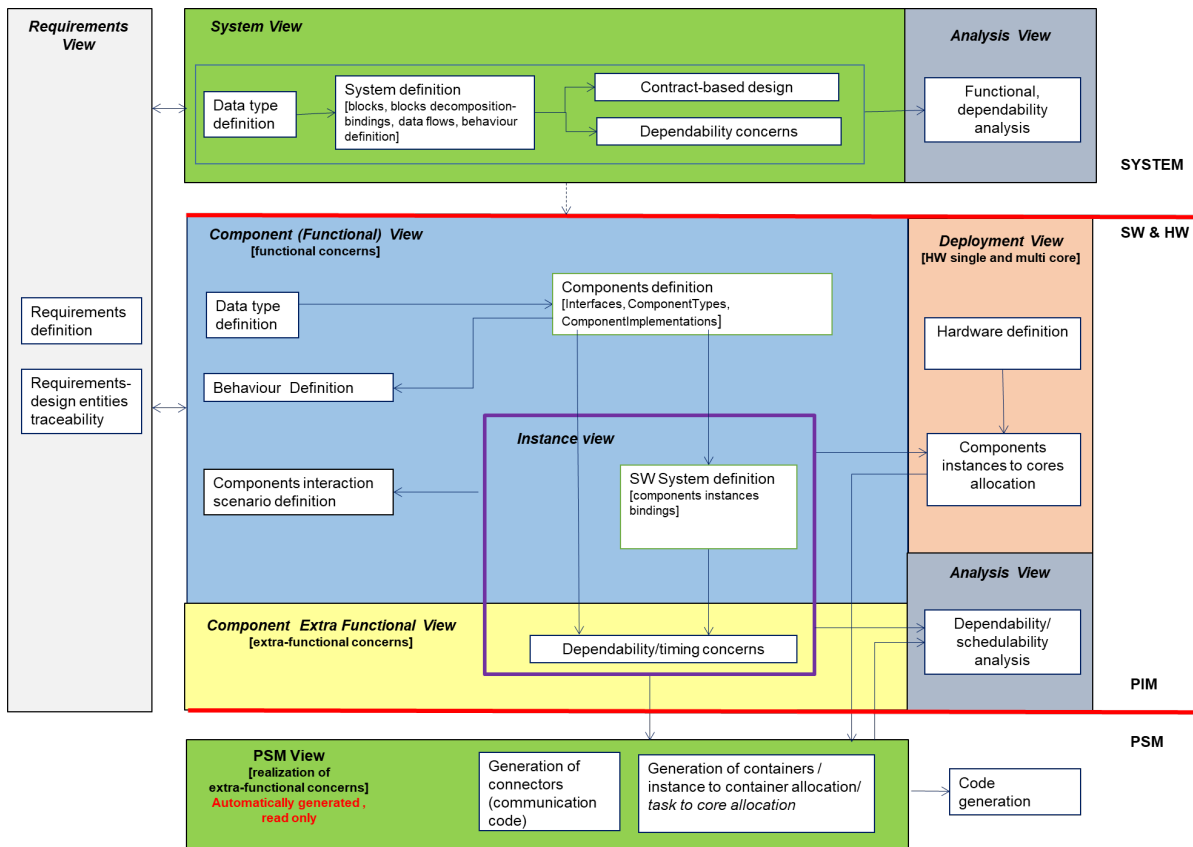 Requirements
View
Requirements
definition
Requirements-
design entities
traceability
System View
Data type
definition
System definition
[blocks, blocks decomposition-
bindings, data flows, behaviour
definition]
Contract-based design
Dependability concerns
Analysis View
Functional,
dependability
analysis
SYSTEM
SW & HW
Component (Functional) View
[functional concerns]
Data type
definition
Components definition
[Interfaces, ComponentTypes,
ComponentImplementations]
Behaviour Definition
Instance view
Components interaction
scenario definition
SW System definition
[components instances
bindings]
Deployment View
[HW single and multi core]
Hardware definition
Components
instances to cores
allocation
Component Extra Functional View
[extra-functional concerns]
Dependability/timing concerns
Analysis View
Dependability/
schedulability
analysis
PIM
PSM
PSM View
[realization of
extra-functional concerns]
Automatically generated ,
read only
Generation of
connectors
(communication
code)
Generation of containers /
instance to container allocation/
task to core allocation
Code
generation